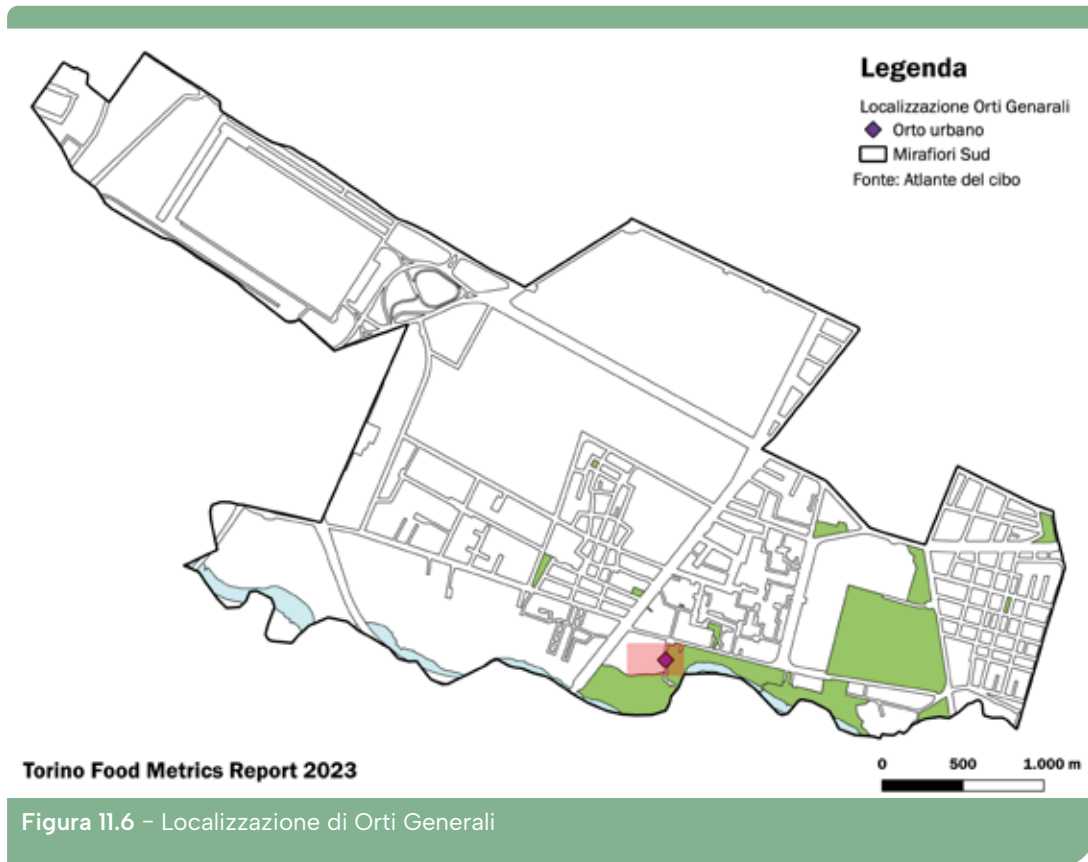 Legenda
Localizzazione Orti Genarali
Orto urbano
Mirafiori Sud
Fonte: Atlante del cibo
Torino Food Metrics Report 2023
0 500 1.000 m
Figura 11.6 – Localizzazione di Orti Generali